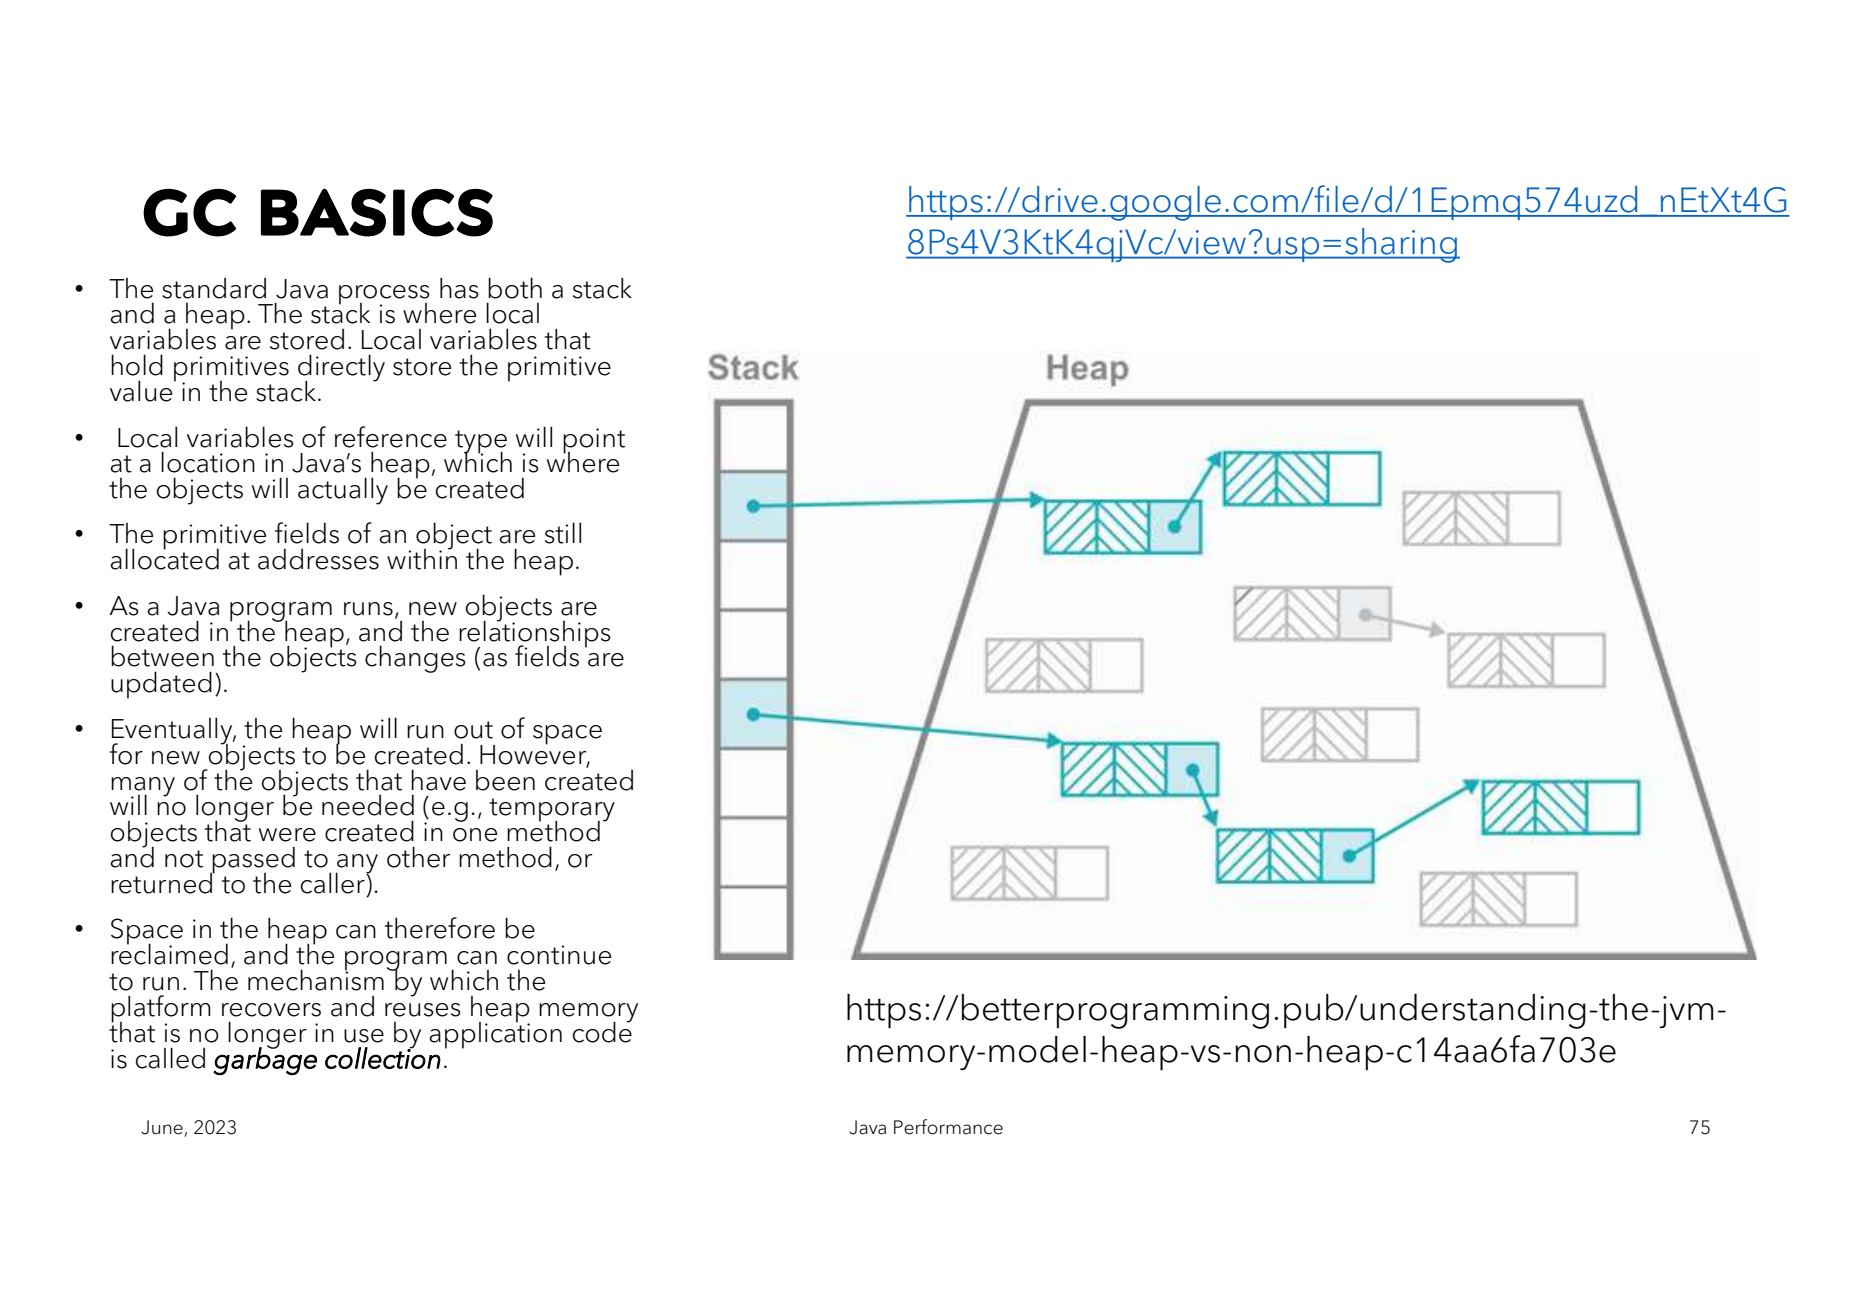 GC BASICS
https://drive.google.com/file/d/1Epmq574uzd_nEtXt4G
8Ps4V3KtK4qjVc/view?usp=sharing
• The standard Java process has both a stack
and a heap. The stack is where local
variables are stored. Local variables that
hold primitives directly store the primitive
value in the stack.
• Local variables of reference type will point
at a location in Java’s heap, which is where
the objects will actually be created
• The primitive fields of an object are still
allocated at addresses within the heap.
• As a Java program runs, new objects are
created in the heap, and the relationships
between the objects changes (as fields are
updated).
• Eventually, the heap will run out of space
for new objects to be created. However,
many of the objects that have been created
will no longer be needed (e.g., temporary
objects that were created in one method
and not passed to any other method, or
returned to the caller).
• Space in the heap can therefore be
reclaimed, and the program can continue
to run. The mechanism by which the
platform recovers and reuses heap memory
that is no longer in use by application code
is called garbage collection.
Stack
Heap
https://betterprogramming.pub/understanding-the-jvm-
memory-model-heap-vs-non-heap-c14aa6fa703e
June, 2023
Java Performance
75